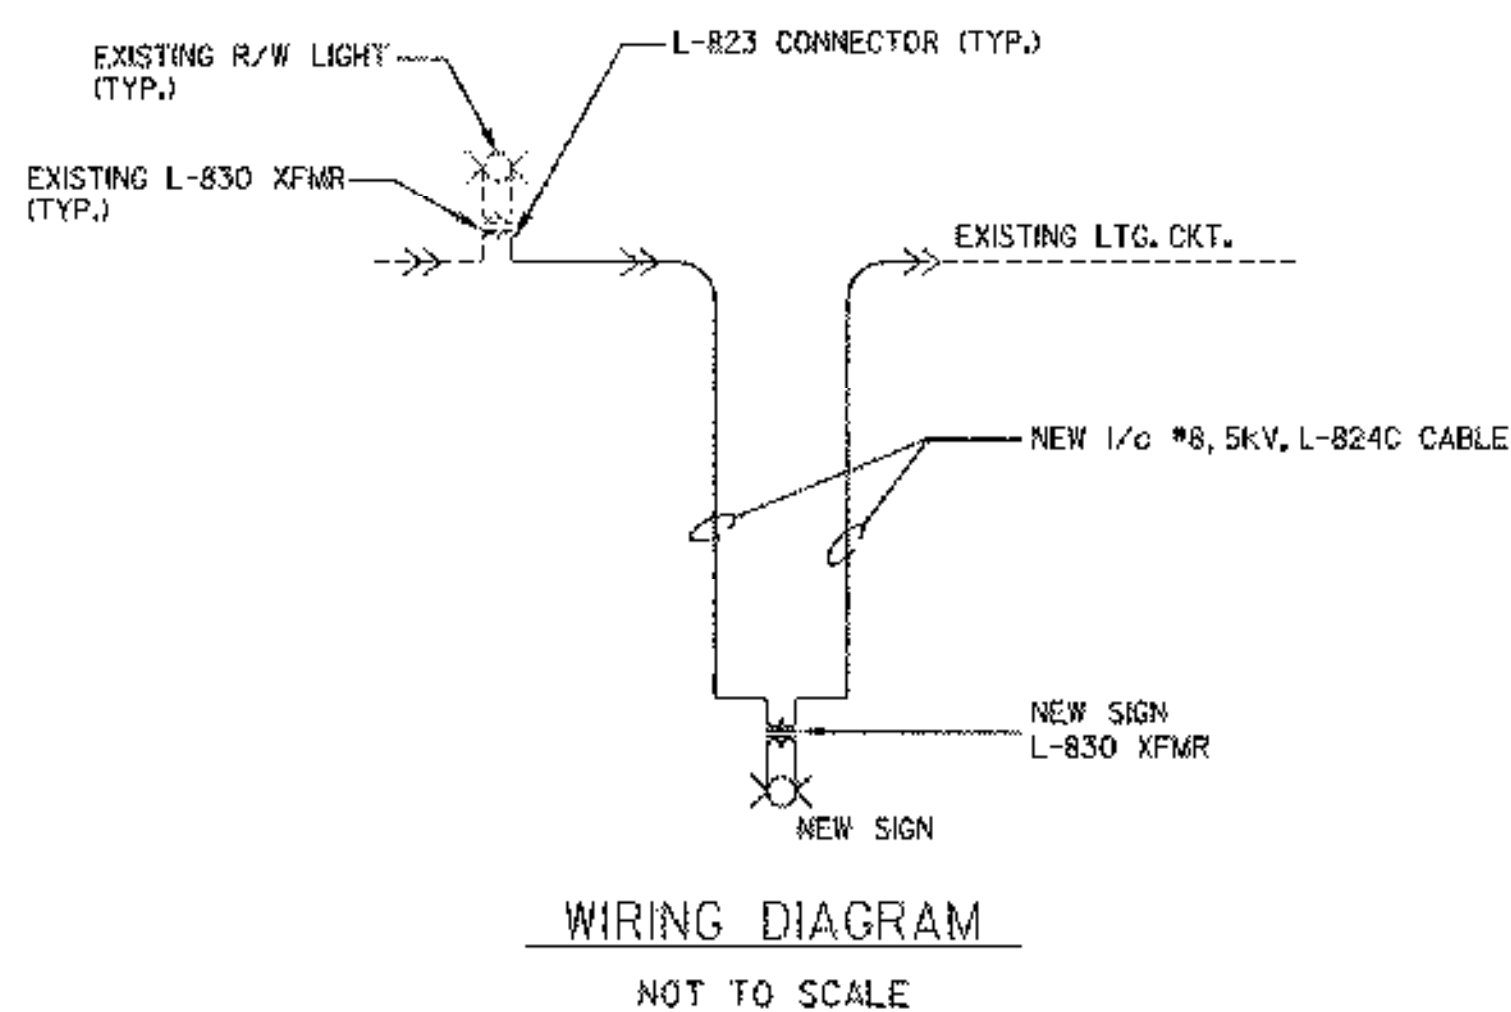 EXISTING R/W LIGHT
(TYP.)
L-823 CONNECTOR (TYP.)
EXISTING L-830 XFMR
(TYP.)
EXISTING LTG. CKT.
NEW 1/c #8, 5kV, L-824C CABLE
NEW SIGN
L-830 XFMR
NEW SIGN
WIRING DIAGRAM
NOT TO SCALE